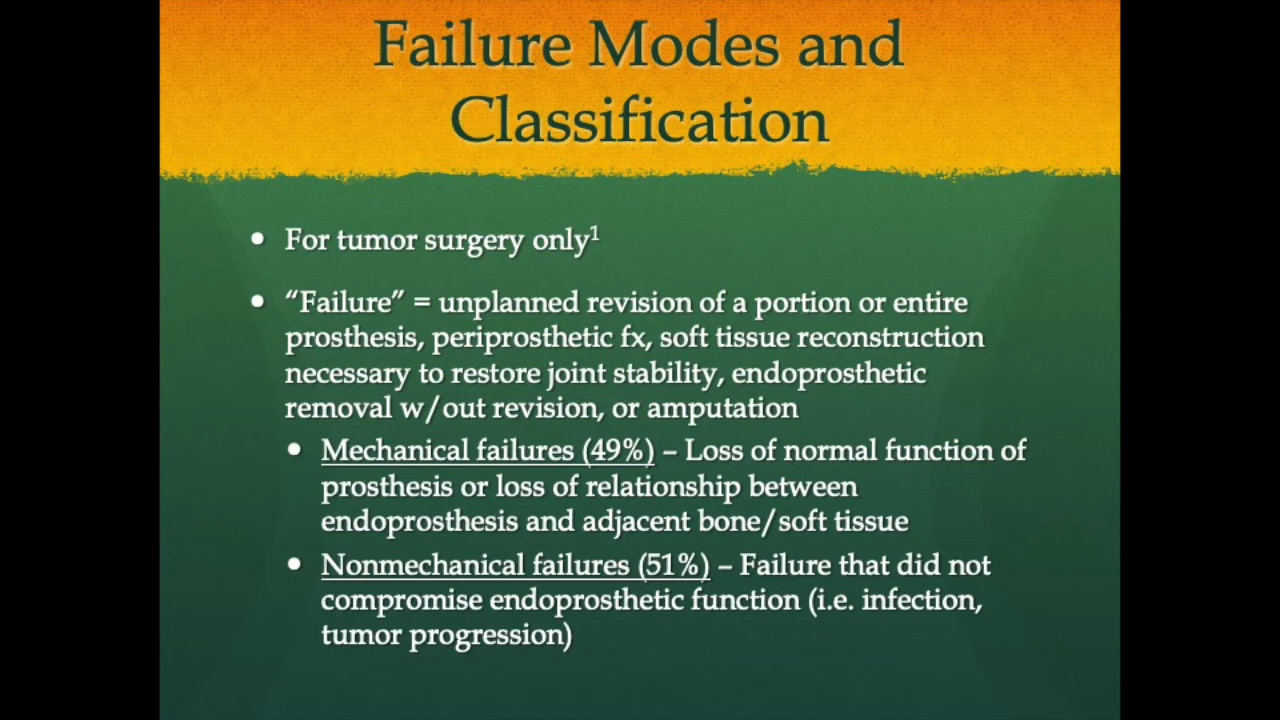 Failure Modes and
Classification
• For tumor surgery only¹
• “Failure” = unplanned revision of a portion or entire
prosthesis, periprosthetic fx, soft tissue reconstruction
necessary to restore joint stability, endoprosthetic
removal w/out revision, or amputation
• Mechanical failures (49%) – Loss of normal function of
prosthesis or loss of relationship between
endoprosthesis and adjacent bone/soft tissue
• Nonmechanical failures (51%) – Failure that did not
compromise endoprosthetic function (i.e. infection,
tumor progression)